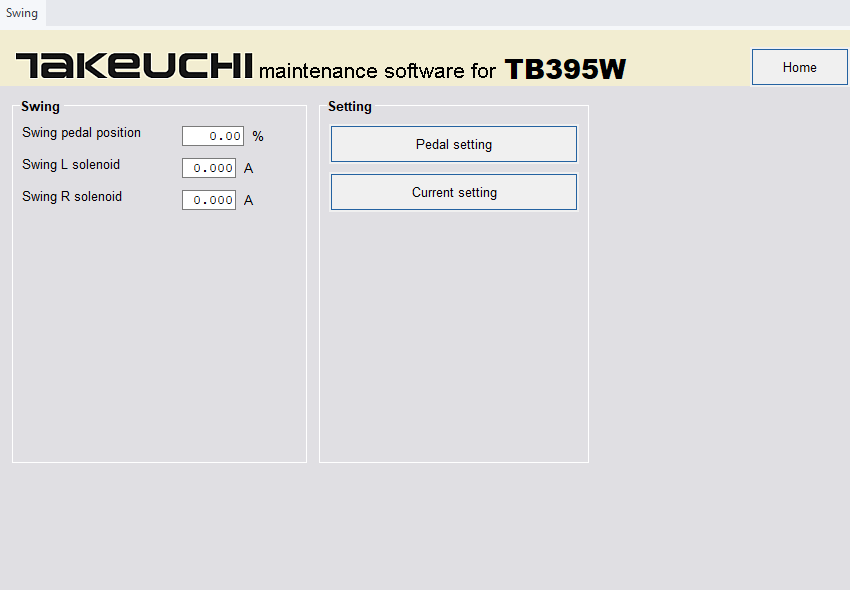 Swing
TAKEUCHI maintenance software for TB395W
Home
Swing
Swing pedal position 0.00 %
Swing L solenoid 0.000 A
Swing R solenoid 0.000 A
Setting
Pedal setting
Current setting